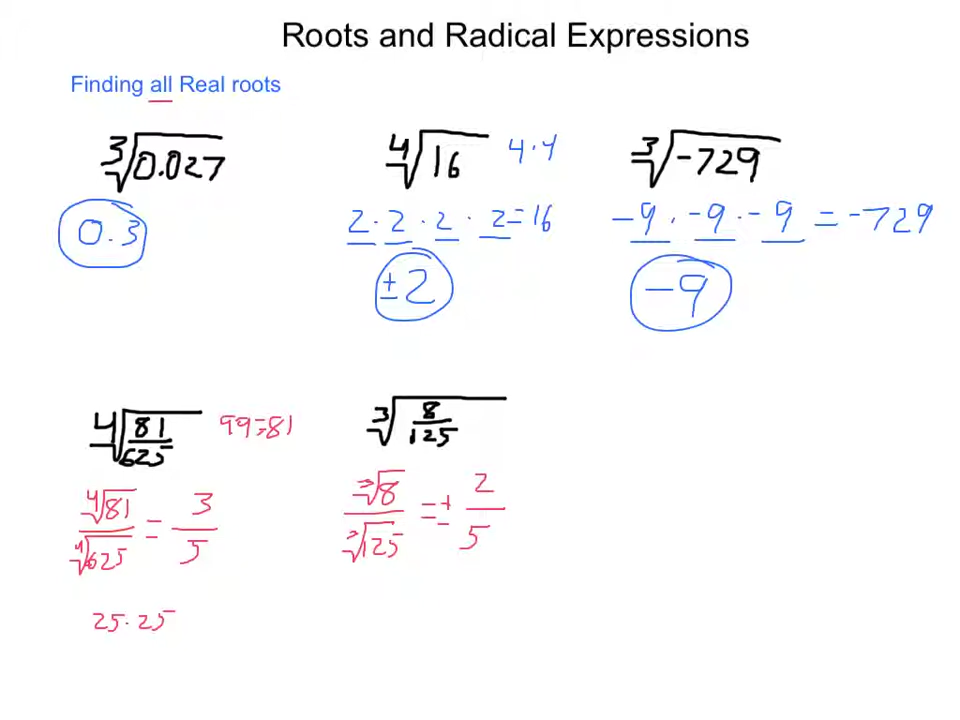 Roots and Radical Expressions
Finding all Real roots
∛0.027
∜16 4·4
∛-729
0.3
2·2·2·2=16
-9·-9·-9=-729
±2
-9
∜(81/625) 99=81
∛(8/125)
∜81/∜625 = 3/5
∛8/∛125 = ± 2/5
25·25